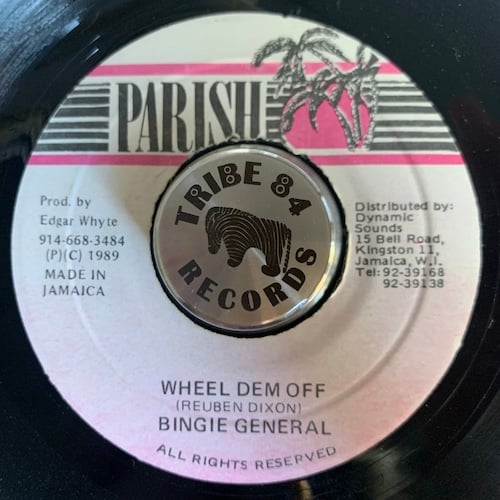 PARISH
Prod. by
Edgar Whyte
914-668-3484
(P)(C) 1989
MADE IN
JAMAICA
TRIBE 84
RECORDS
Distributed by:
Dynamic
Sounds
15 Bell Road,
Kingston 11,
Jamaica, W.I.
Tel: 92-39168
92-39138
WHEEL DEM OFF
(REUBEN DIXON)
BINGIE GENERAL
ALL RIGHTS RESERVED